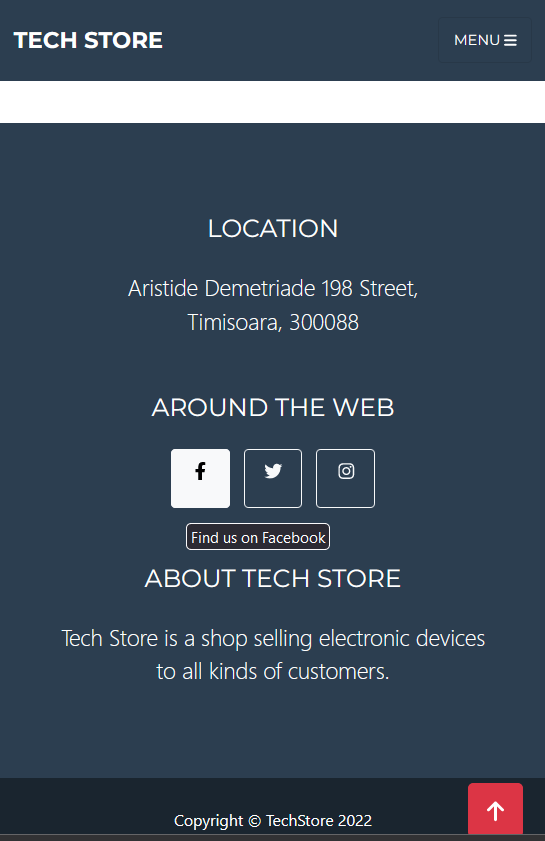 TECH STORE
MENU
LOCATION
Aristide Demetriade 198 Street,
Timisoara, 300088
AROUND THE WEB
Find us on Facebook
ABOUT TECH STORE
Tech Store is a shop selling electronic devices
to all kinds of customers.
Copyright © TechStore 2022